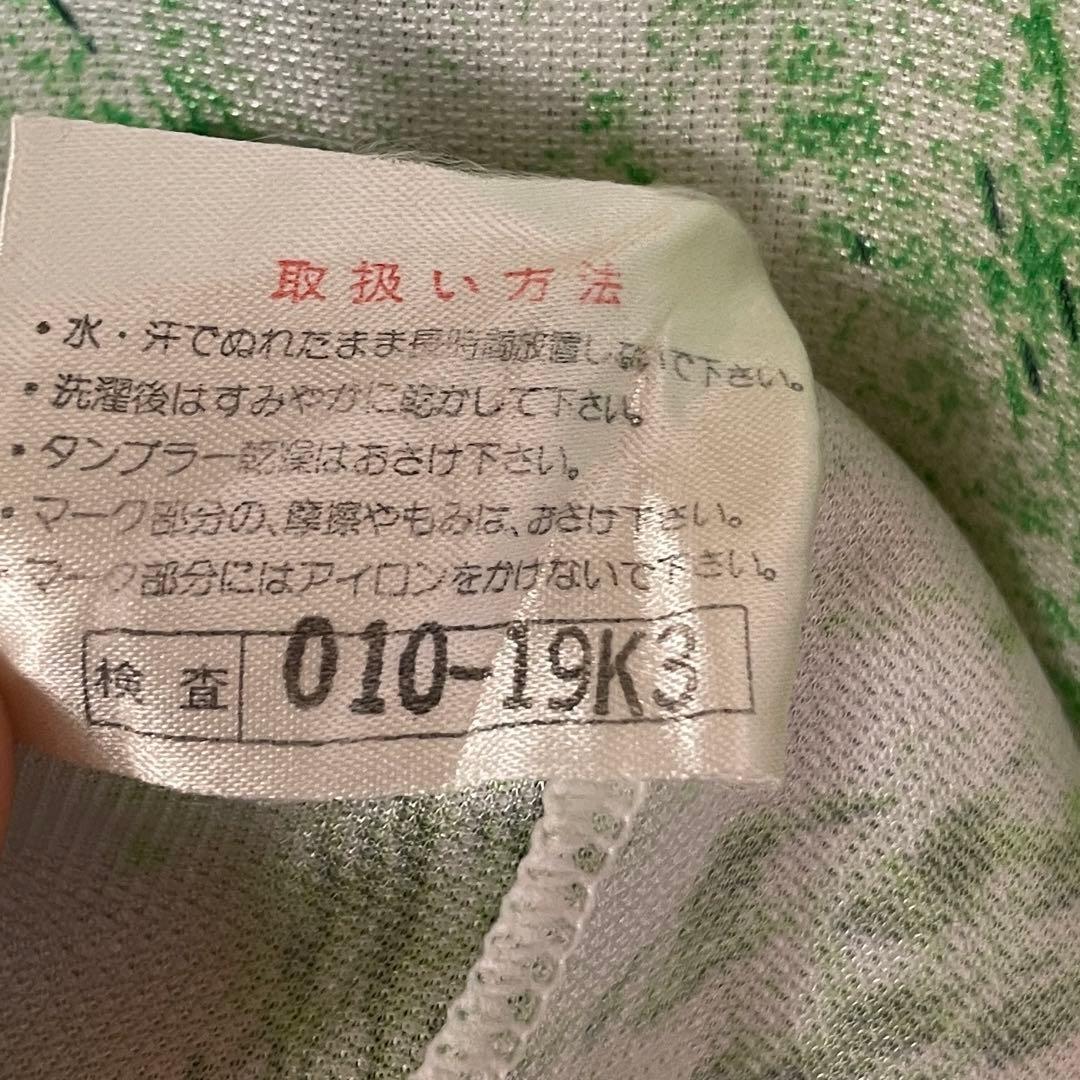 取扱い方法
・水・汗でぬれたまま長時間放置しないで下さい。
・洗濯後はすみやかに乾かして下さい。
・タンブラー乾燥はおさけ下さい。
・マーク部分の、摩擦やもみは、おさけ下さい。
・マーク部分にはアイロンをかけないで下さい。
検査 010-19K3